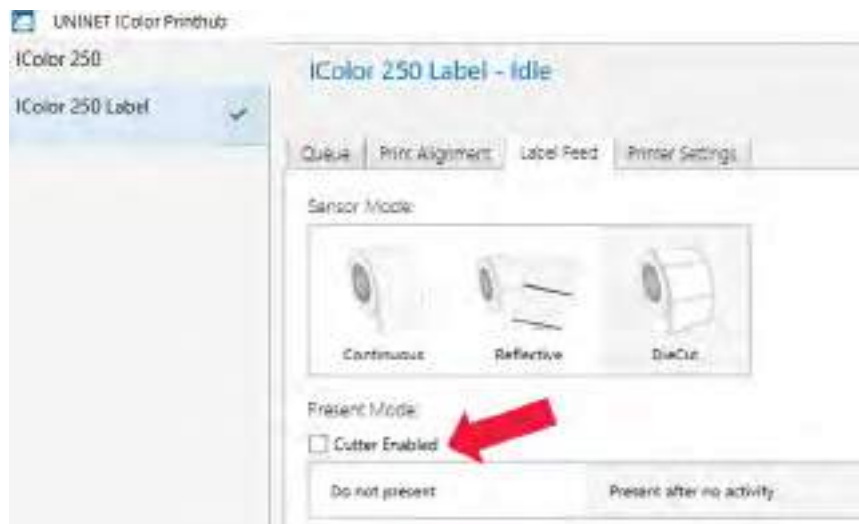 UNINET IColor Printhub
IColor 250
IColor 250 Label - Idle
IColor 250 Label
Queue Print Alignment Label Feed Printer Settings
Sensor Mode:
Continuous Reflective DieCut
Present Mode:
Cutter Enabled
Do not present Present after no activity